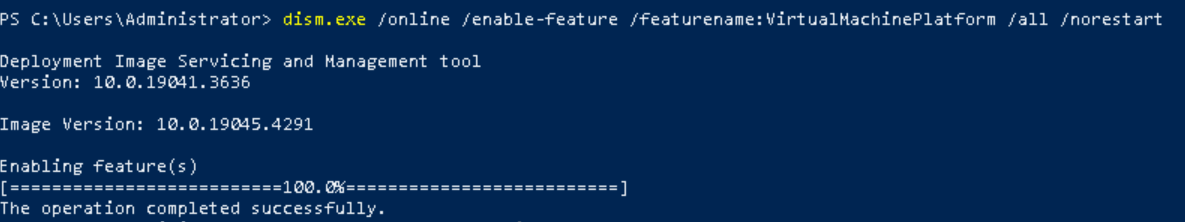 PS C:\Users\Administrator> dism.exe /online /enable-feature /featurename:VirtualMachinePlatform /all /norestart
Deployment Image Servicing and Management tool
Version: 10.0.19041.3636
Image Version: 10.0.19045.4291
Enabling feature(s)
[==========================100.0%==========================]
The operation completed successfully.